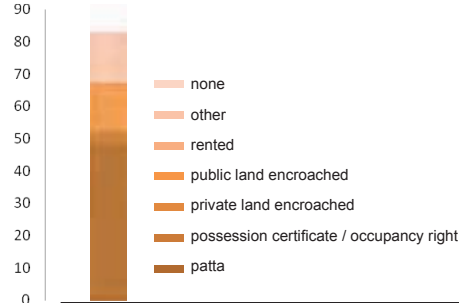 90
80
70
60
50
40
30
20
10
0
none
other
rented
public land encroached
private land encroached
possession certificate / occupancy right
patta